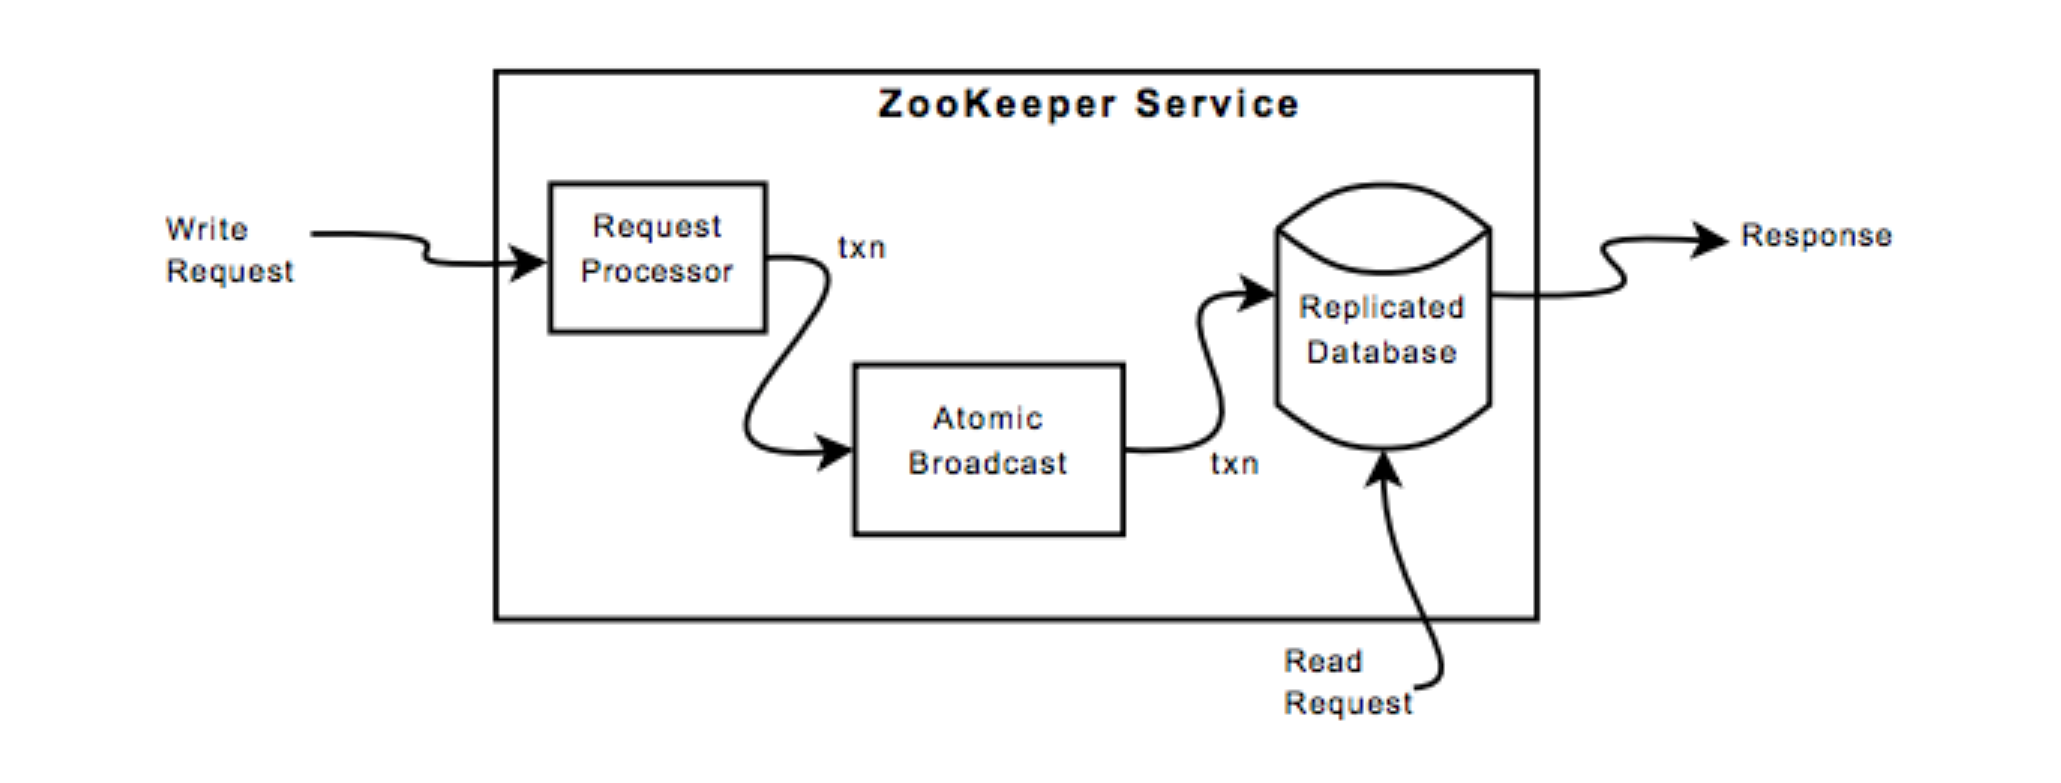 ZooKeeper Service
Write
Request
Request
Processor
txn
Atomic
Broadcast
txn
Replicated
Database
Response
Read
Request